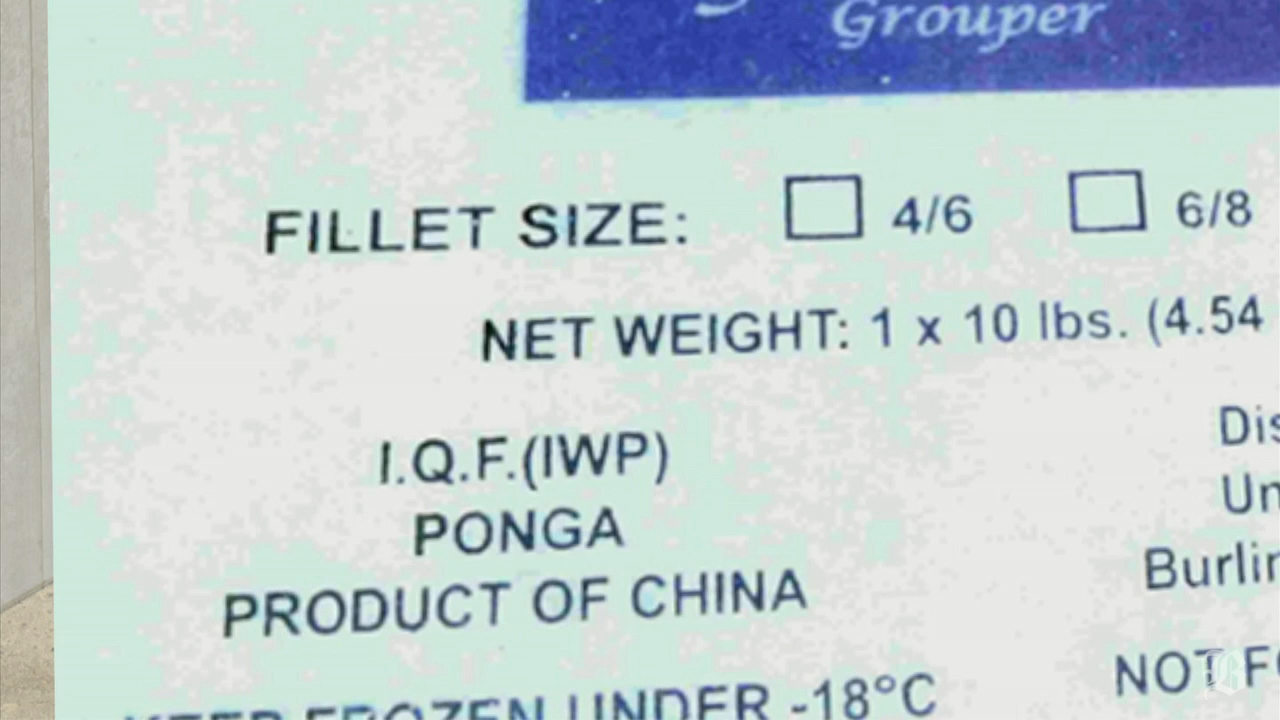 Grouper
FILLET SIZE: 4/6 6/8
NET WEIGHT: 1 x 10 lbs. (4.54
I.Q.F.(IWP)
PONGA
PRODUCT OF CHINA
KEEP FROZEN UNDER -18°C
Dis
Un
Burlin
NOT FO